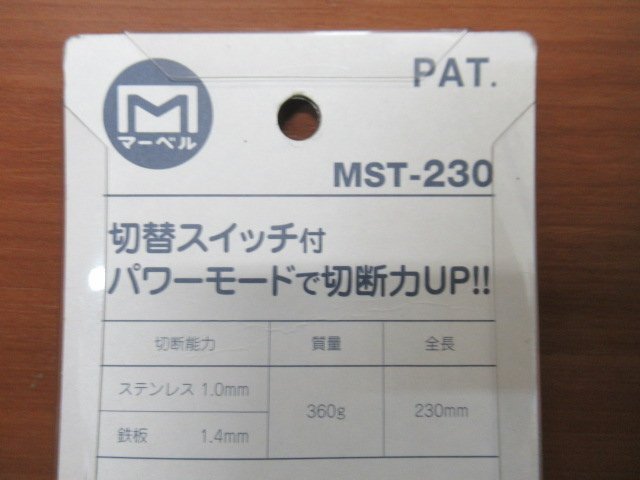 M
マーベル
PAT.
MST-230
切替スイッチ付
パワーモードで切断力UP!!
切断能力 質量 全長
ステンレス 1.0mm
360g 230mm
鉄板 1.4mm